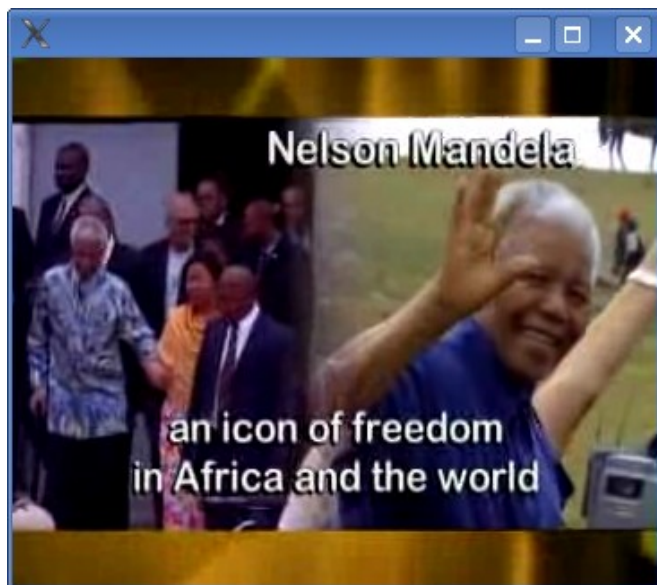 Nelson Mandela
an icon of freedom
in Africa and the world